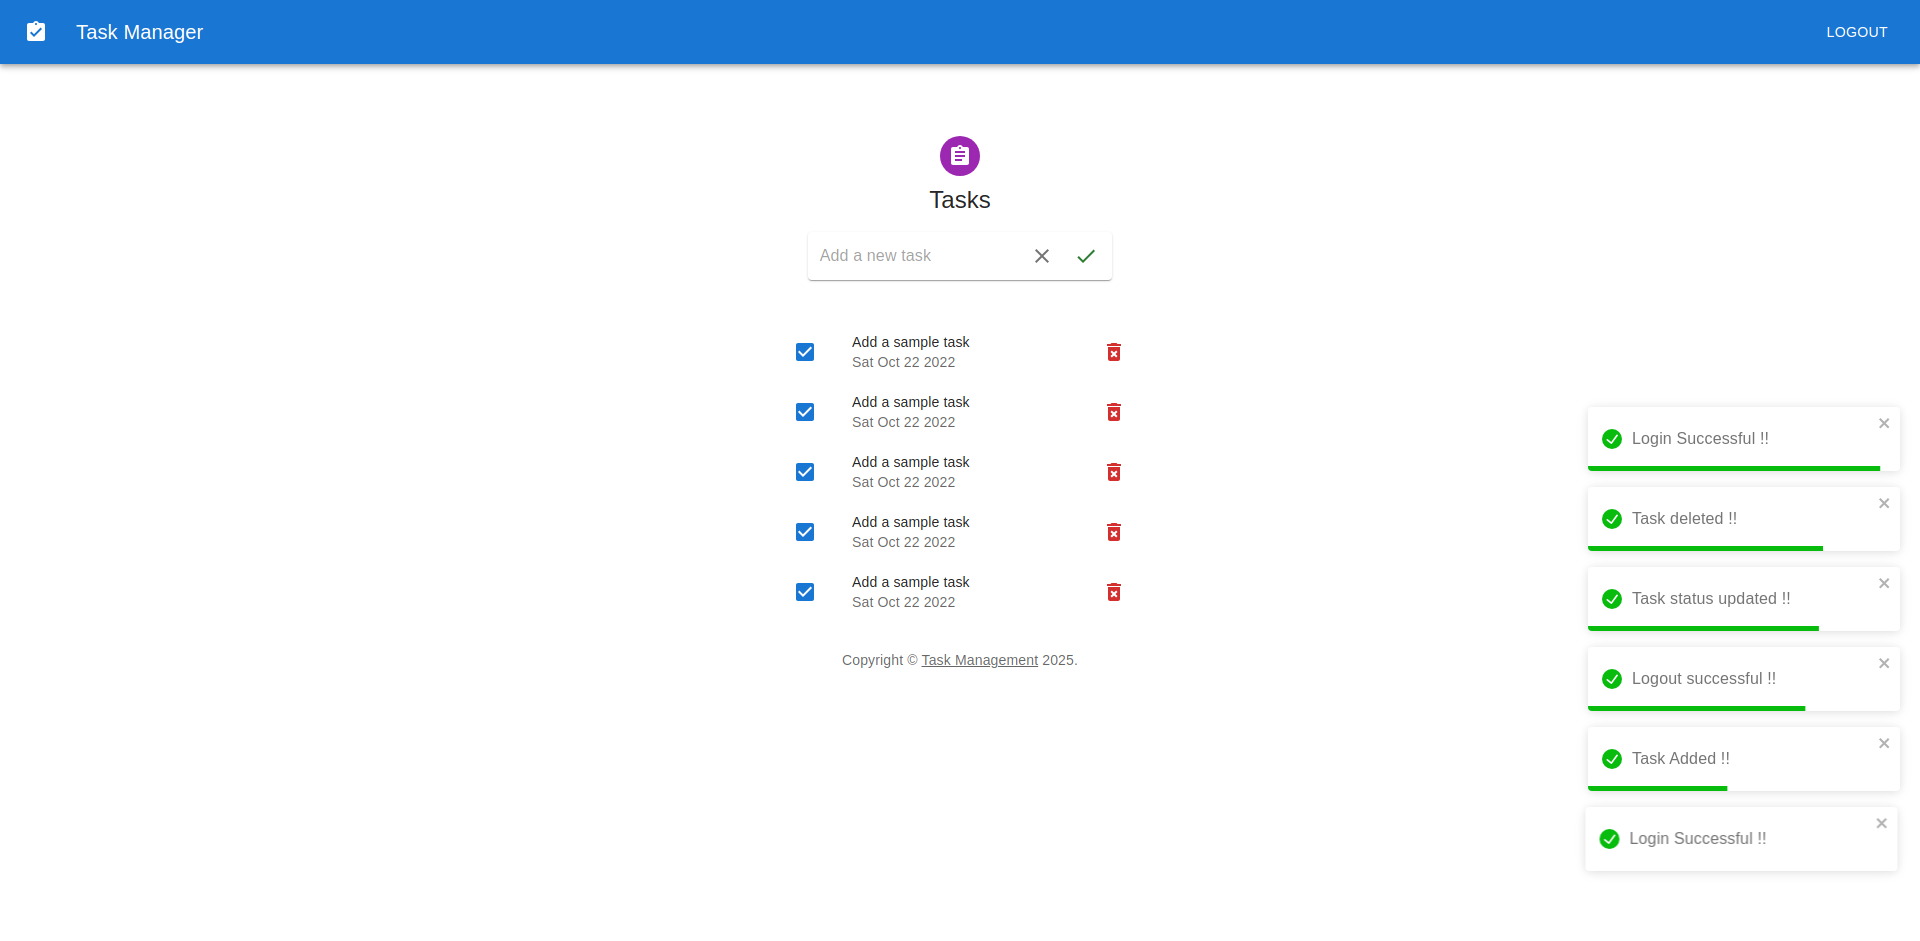 Task Manager
LOGOUT
Tasks
Add a new task
Add a sample task
Sat Oct 22 2022
Add a sample task
Sat Oct 22 2022
Add a sample task
Sat Oct 22 2022
Add a sample task
Sat Oct 22 2022
Add a sample task
Sat Oct 22 2022
Copyright © Task Management 2025.
Login Successful !!
Task deleted !!
Task status updated !!
Logout successful !!
Task Added !!
Login Successful !!